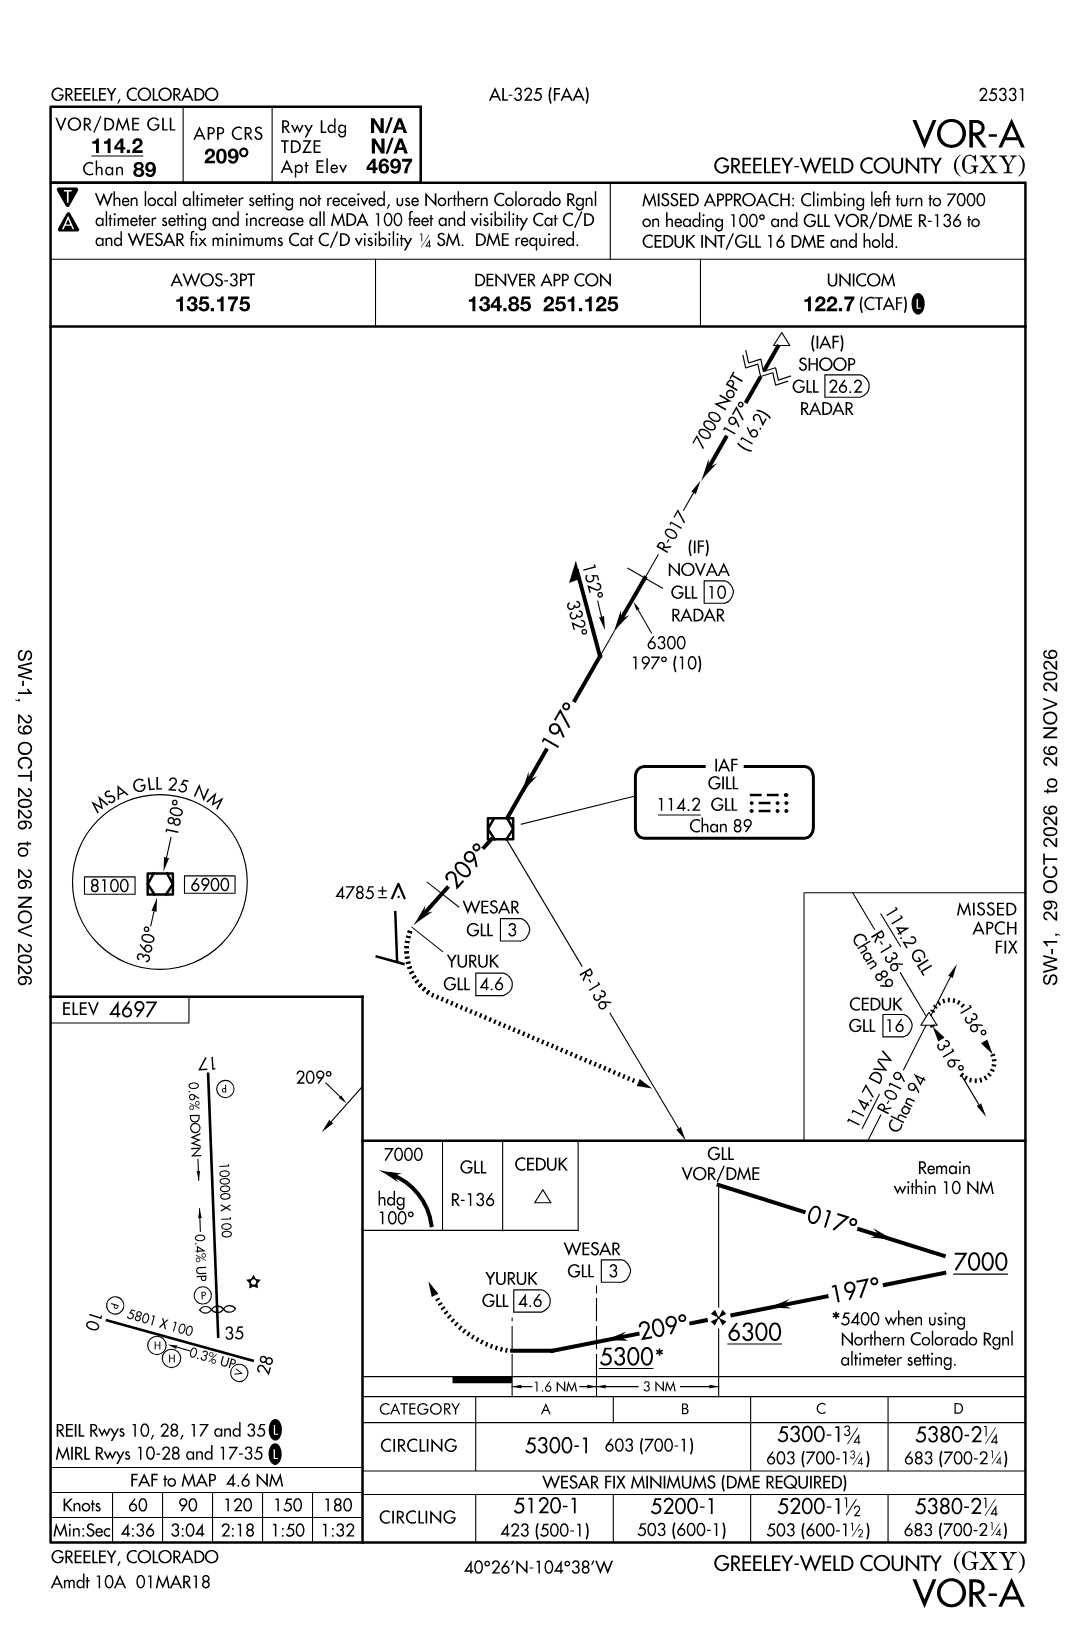 GREELEY, COLORADO
AL-325 (FAA)
25331
VOR/DME GLL
114.2
Chan 89
APP CRS
209°
Rwy Ldg N/A
TDZE N/A
Apt Elev 4697
VOR-A
GREELEY-WELD COUNTY (GXY)
T
A
When local altimeter setting not received, use Northern Colorado Rgnl
altimeter setting and increase all MDA 100 feet and visibility Cat C/D
and WESAR fix minimums Cat C/D visibility ¼ SM. DME required.
MISSED APPROACH: Climbing left turn to 7000
on heading 100° and GLL VOR/DME R-136 to
CEDUK INT/GLL 16 DME and hold.
AWOS-3PT
135.175
DENVER APP CON
134.85 251.125
UNICOM
122.7 (CTAF) L
(IAF)
SHOOP
GLL 26.2
RADAR
7000 NoPT
197°
(16.2)
R-017
(IF)
NOVAA
GLL 10
RADAR
6300
197° (10)
152°
332°
197°
IAF
GILL
114.2 GLL
Chan 89
209°
4785±
WESAR
GLL 3
YURUK
GLL 4.6
R-136
MSA GLL 25 NM
180°
8100
6900
360°
MISSED
APCH
FIX
114.2 GLL
R-136
Chan 89
CEDUK
GLL 16
136°
316°
114.7 DVV
R-019
Chan 94
SW-1, 29 OCT 2026 to 26 NOV 2026
SW-1, 29 OCT 2026 to 26 NOV 2026
ELEV 4697
209°
17
P
0.6% DOWN
10000 X 100
0.4% UP
P
35
10
P
5801 X 100
H
H
0.3% UP
V
28
REIL Rwys 10, 28, 17 and 35 L
MIRL Rwys 10-28 and 17-35 L
FAF to MAP 4.6 NM
Knots 60 90 120 150 180
Min:Sec 4:36 3:04 2:18 1:50 1:32
7000
hdg
100°
GLL
R-136
CEDUK
GLL
VOR/DME
Remain
within 10 NM
017°
7000
197°
WESAR
GLL 3
YURUK
GLL 4.6
209°
6300
5300*
*5400 when using
Northern Colorado Rgnl
altimeter setting.
1.6 NM
3 NM
CATEGORY A B C D
CIRCLING
5300-1 603 (700-1)
5300-1¾
603 (700-1¾)
5380-2¼
683 (700-2¼)
WESAR FIX MINIMUMS (DME REQUIRED)
CIRCLING
5120-1
423 (500-1)
5200-1
503 (600-1)
5200-1½
503 (600-1½)
5380-2¼
683 (700-2¼)
GREELEY, COLORADO
Amdt 10A 01MAR18
40°26'N-104°38'W
GREELEY-WELD COUNTY (GXY)
VOR-A